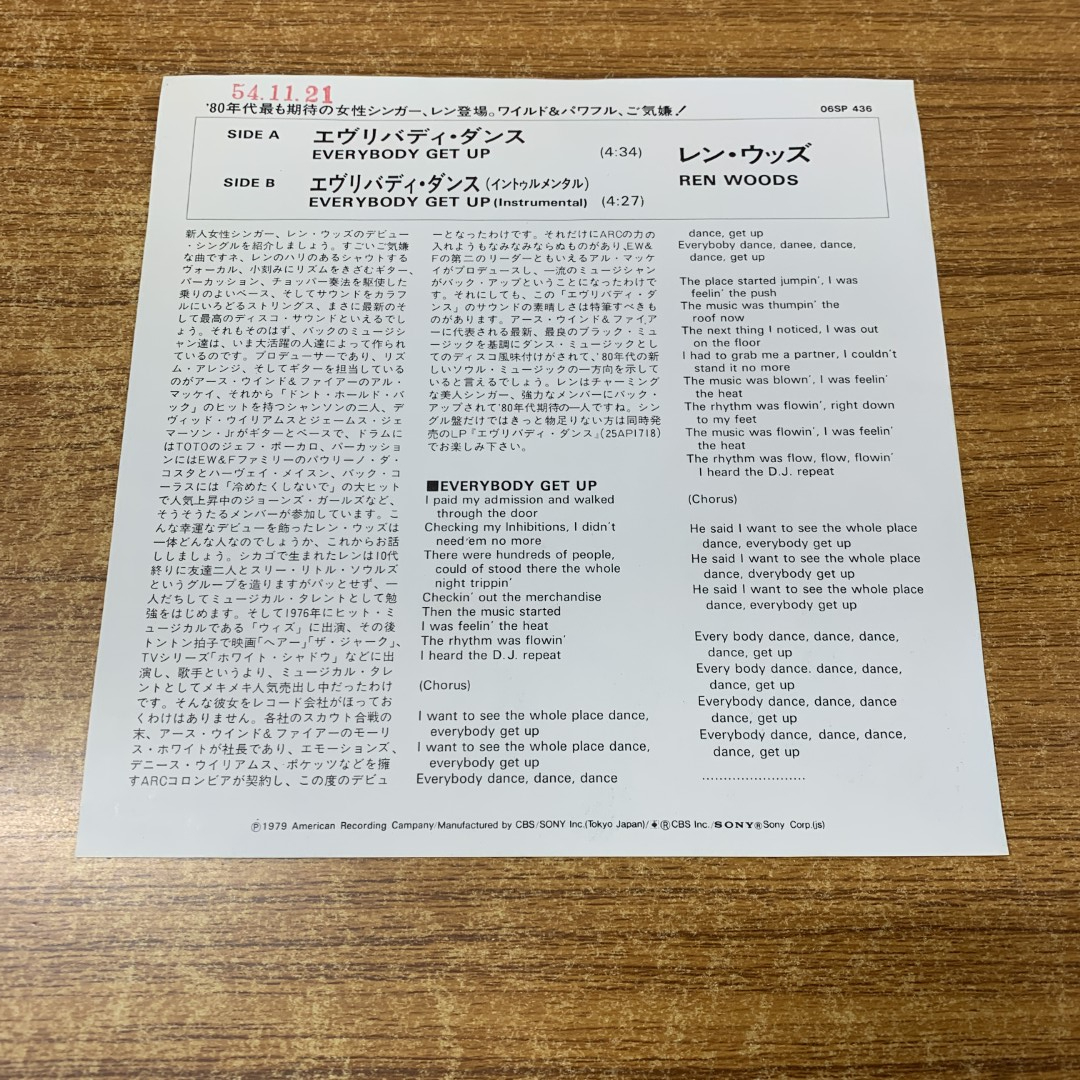 54.11.21
'80年代最も期待の女性シンガー、レン登場。ワイルド&パワフル、ご気嫌!
06SP 436
SIDE A エヴリバディ・ダンス
EVERYBODY GET UP (4:34)
SIDE B エヴリバディ・ダンス(イントゥルメンタル)
EVERYBODY GET UP (Instrumental) (4:27)
レン・ウッズ
REN WOODS
新人女性シンガー、レン・ウッズのデビュー
・シングルを紹介しましょう。すごいご気嫌
な曲ですネ、レンのハリのあるシャウトする
ヴォーカル、小刻みにリズムをきざむギター、
パーカッション、チョッパー奏法を駆使した
乗りのよいベース、そしてサウンドをカラフ
ルにいろどるストリングス、まさに最新のそ
して最高のディスコ・サウンドといえるでし
ょう。それもそのはず、バックのミュージシ
ャン達は、いま大活躍の人達によって作られ
ているのです。プロデューサーであり、リズ
ム・アレンジ、そしてギターを担当している
のがアース・ウインド&ファイアーのアル・
マッケイ、それから「ドント・ホールド・バ
ック」のヒットを持つシャンソンの二人、デ
ヴィッド・ウイリアムスとジェームス・ジェ
マーソン・Jrがギターとベースで、ドラムに
はTOTOのジェフ・ポーカロ、パーカッショ
ンにはEW&Fファミリーのパウリーノ・ダ・
コスタとハーヴェイ・メイスン、バック・コ
ーラスには「冷めたくしないで」の大ヒット
で人気上昇中のジョーンズ・ガールズなど、
そうそうたるメンバーが参加しています。こ
んな幸運なデビューを飾ったレン・ウッズは
一体どんな人なのでしょうか、これからお話
ししましょう。シカゴで生まれたレンは10代
終りに友達二人とスリー・リトル・ソウルズ
というグループを造りますがパッとせず、一
人だちしてミュージカル・タレントとして勉
強をはじめます。そして1976年にヒット・ミ
ュージカルである「ウィズ」に出演、その後
トントン拍子で映画「ヘアー」「ザ・ジャーク」、
TVシリーズ「ホワイト・シャドウ」などに出
演し、歌手というより、ミュージカル・タレ
ントとしてメキメキ人気売出し中だったわけ
です。そんな彼女をレコード会社がほってお
くわけはありません。各社のスカウト合戦の
末、アース・ウインド&ファイアーのモーリ
ス・ホワイトが社長であり、エモーションズ、
デニース・ウイリアムス、ポケッツなどを擁
すARCコロンビアが契約し、この度のデビュ
ーとなったわけです。それだけにARCの力の
入れようもなみなみならぬものがあり、EW&
Fの第二のリーダーともいえるアル・マッケ
イがプロデュースし、一流のミュージシャン
がバック・アップということになったわけで
す。それにしても、この「エヴリバディ・ダ
ンス」のサウンドの素晴しさは特筆すべきも
のがあります。アース・ウインド&ファイア
ーに代表される最新、最良のブラック・ミュ
ージックを基調にダンス・ミュージックとし
てのディスコ風味付けがされて、'80年代の新
しいソウル・ミュージックの一方向を示して
いると言えるでしょう。レンはチャーミング
な美人シンガー、強力なメンバーにバック・
アップされて'80年代期待の一人ですね。シン
グル盤だけではきっと物足りない方は同時発
売のLP『エヴリバディ・ダンス』(25AP1718)
でお楽しみ下さい。
■EVERYBODY GET UP
I paid my admission and walked
through the door
Checking my Inhibitions, I didn't
need'em no more
There were hundreds of people,
could of stood there the whole
night trippin'
Checkin' out the merchandise
Then the music started
I was feelin' the heat
The rhythm was flowin'
I heard the D.J. repeat
(Chorus)
I want to see the whole place dance,
everybody get up
I want to see the whole place dance,
everybody get up
Everybody dance, dance, dance
dance, get up
Everyboby dance, danee, dance,
dance, get up
The place started jumpin', I was
feelin' the push
The music was thumpin' the
roof now
The next thing I noticed, I was out
on the floor
I had to grab me a partner, I couldn't
stand it no more
The music was blown', I was feelin'
the heat
The rhythm was flowin', right down
to my feet
The music was flowin', I was feelin'
the heat
The rhythm was flow, flow, flowin'
I heard the D.J. repeat
(Chorus)
He said I want to see the whole place
dance, everybody get up
He said I want to see the whole place
dance, dverybody get up
He said I want to see the whole place
dance, everybody get up
Every body dance, dance, dance,
dance, get up
Every body dance. dance, dance,
dance, get up
Everybody dance, dance, dance
dance, get up
Everybody dance, dance, dance,
dance, get up
........................
Ⓟ1979 American Recording Campany/Manufactured by CBS/SONY Inc.(Tokyo Japan)/ ®CBS Inc./SONY®Sony Corp.(js)